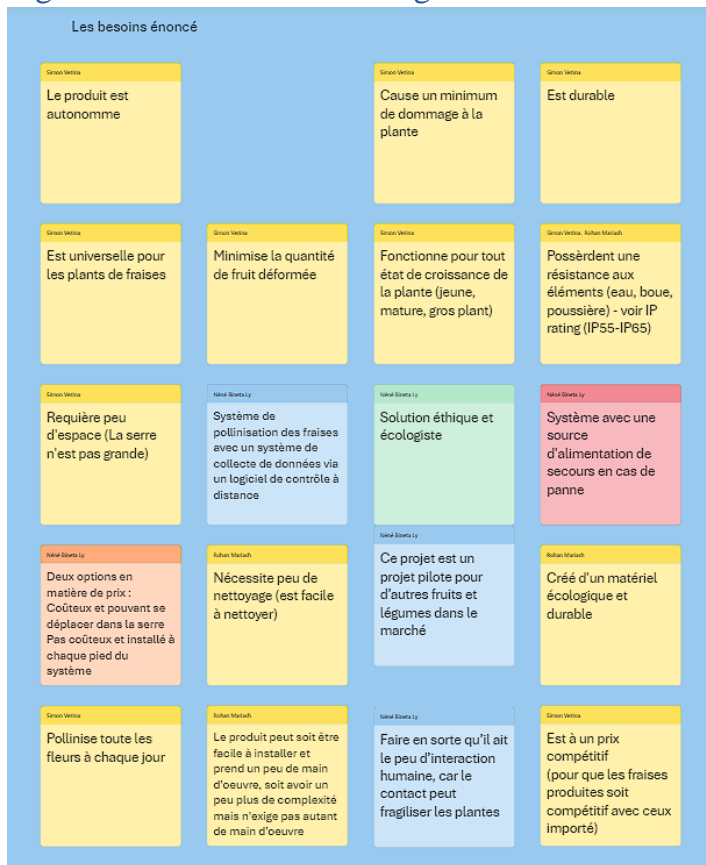 Les besoins énoncé
Simon Vetina
Le produit est
autonomme
Simon Vetina
Cause un minimum
de dommage à la
plante
Simon Vetina
Est durable
Simon Vetina
Est universelle pour
les plants de fraises
Simon Vetina
Minimise la quantité
de fruit déformée
Simon Vetina
Fonctionne pour tout
état de croissance de
la plante (jeune,
mature, gros plant)
Simon Vetina, Rohan Mariash
Possèrdent une
résistance aux
éléments (eau, boue,
poussière) - voir IP
rating (IP55-IP65)
Simon Vetina
Requière peu
d'espace (La serre
n'est pas grande)
Néné Bineta Ly
Système de
pollinisation des fraises
avec un système de
collecte de données via
un logiciel de contrôle à
distance
Néné Bineta Ly
Solution éthique et
écologiste
Néné Bineta Ly
Système avec une
source
d'alimentation de
secours en cas de
panne
Néné Bineta Ly
Deux options en
matière de prix :
Coûteux et pouvant se
déplacer dans la serre
Pas coûteux et installé à
chaque pied du
système
Rohan Mariash
Nécessite peu de
nettoyage (est facile
à nettoyer)
Néné Bineta Ly
Ce projet est un
projet pilote pour
d'autres fruits et
légumes dans le
marché
Rohan Mariash
Créé d'un matériel
écologique et
durable
Simon Vetina
Pollinise toute les
fleurs à chaque jour
Rohan Mariash
Le produit peut soit être
facile à installer et
prend un peu de main
d'oeuvre, soit avoir un
peu plus de complexité
mais n'exige pas autant
de main d'oeuvre
Néné Bineta Ly
Faire en sorte qu'il ait
le peu d'interaction
humaine, car le
contact peut
fragiliser les plantes
Simon Vetina
Est à un prix
compétitif
(pour que les fraises
produites soit
compétitif avec ceux
importé)